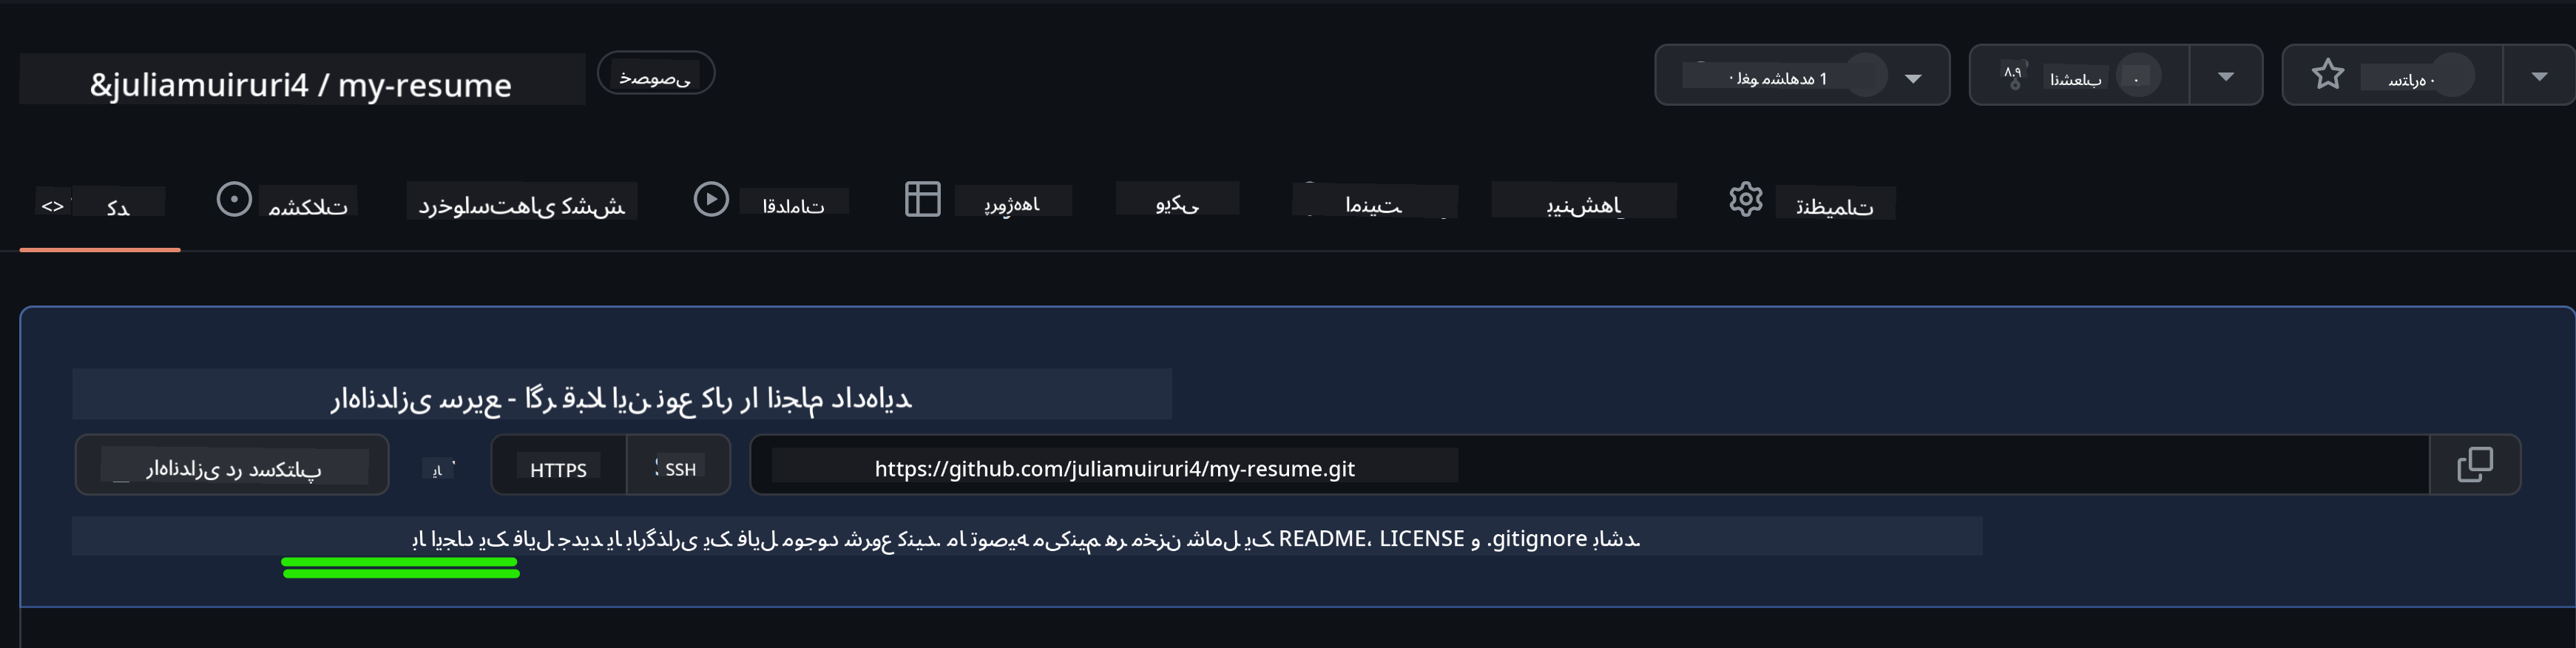 &juliamuiruri4 / my-resume خصوصی · لغو مشاهده 1 ۸.۹ انشعاب ۰ ستاره ۰
<> کد مشکلات درخواست‌های کشش اقدامات پروژه‌ها ویکی امنیت بینش‌ها تنظیمات
راه‌اندازی سریع - اگر قبلا این نوع کار را انجام داده‌اید
راه‌اندازی در دسکتاپ یا HTTPS SSH https://github.com/juliamuiruri4/my-resume.git
با ایجاد یک فایل جدید یا بارگذاری یک فایل موجود شروع کنید. ما توصیه می‌کنیم هر مخزن شامل یک README، LICENSE و .gitignore باشد.